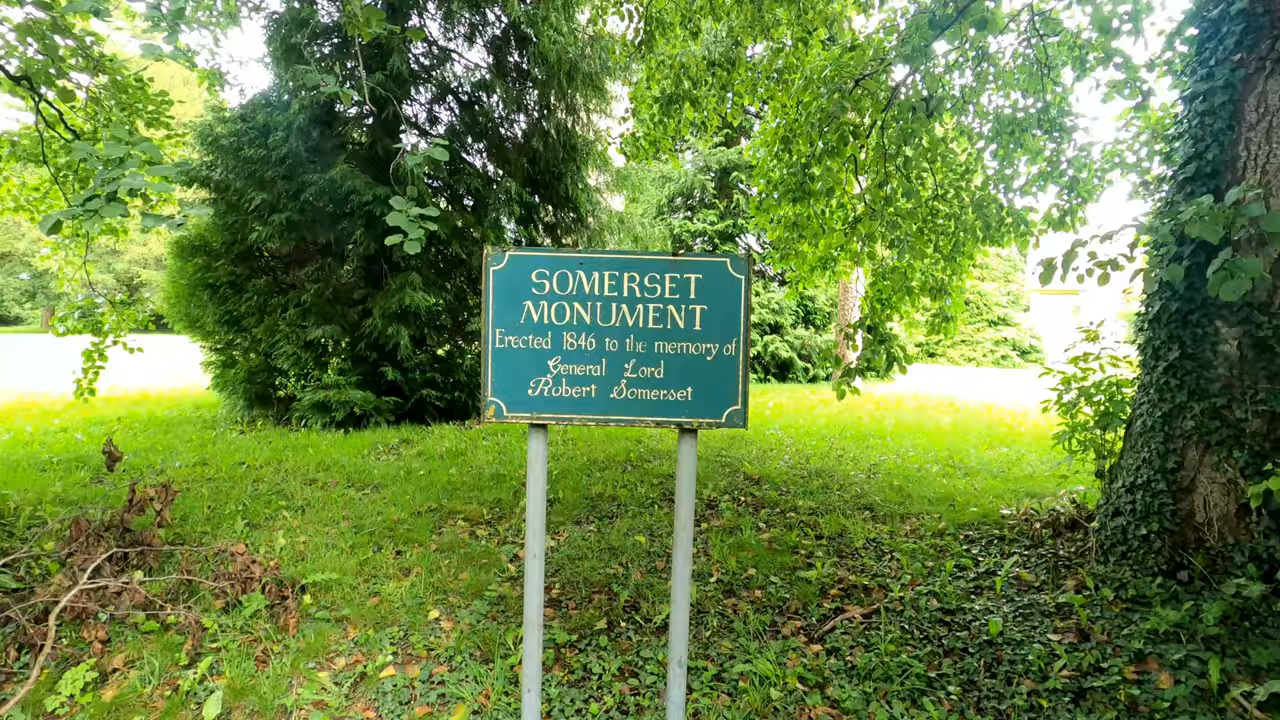 SOMERSET
MONUMENT
Erected 1846 to the memory of
General Lord
Robert Somerset